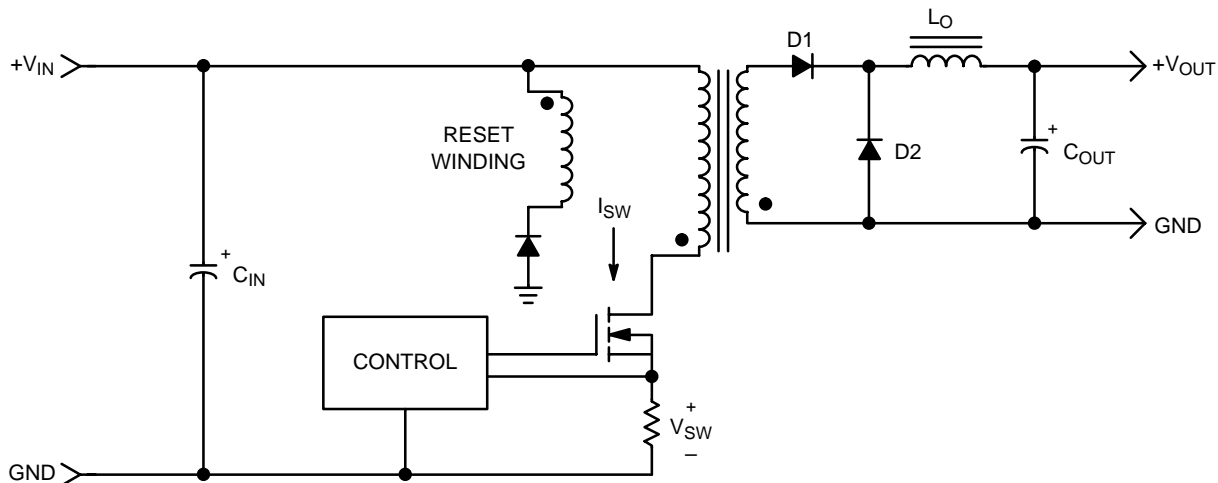 L_O
D1
+V_IN
+V_OUT
RESET
WINDING
+
D2
C_OUT
I_SW
GND
+
C_IN
CONTROL
+
V_SW
–
GND